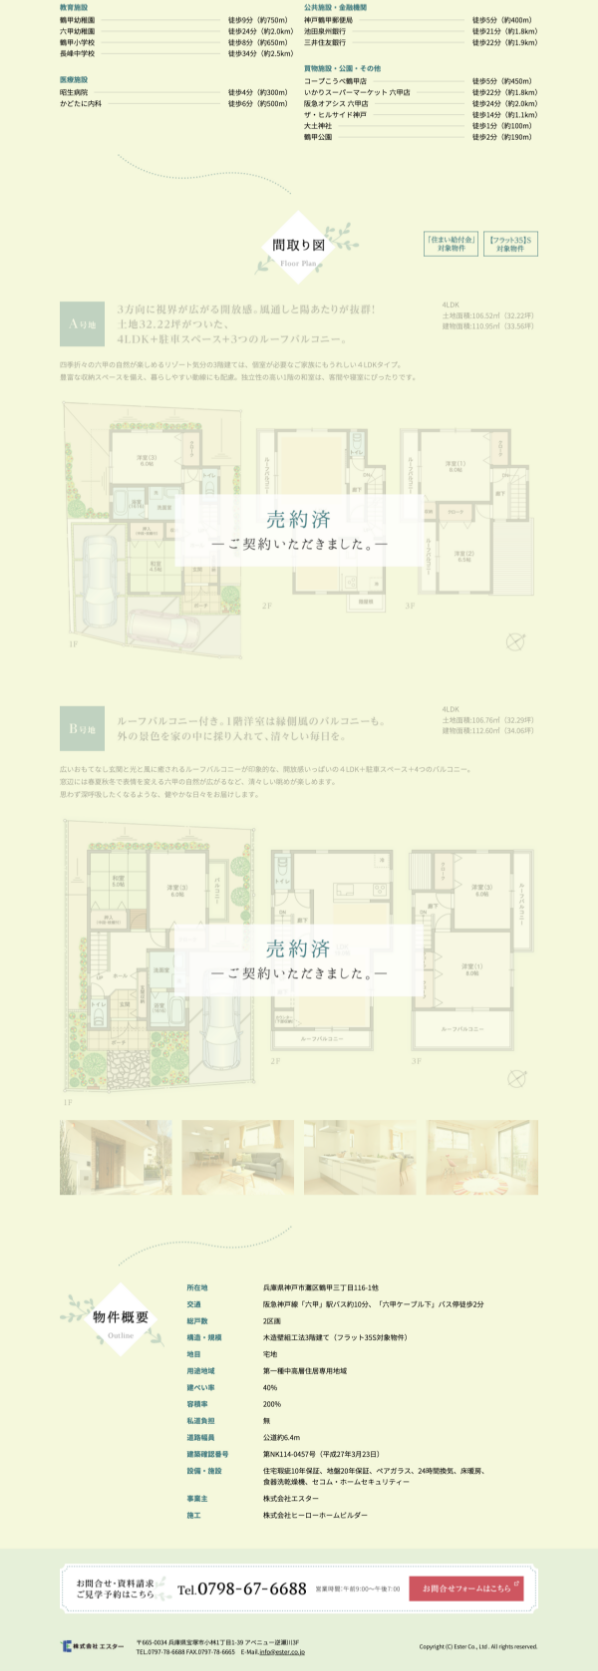 教育施設
鶴甲幼稚園 徒歩9分（約750m）
六甲幼稚園 徒歩24分（約2.0km）
鶴甲小学校 徒歩8分（約650m）
長峰中学校 徒歩34分（約2.5km）
医療施設
昭生病院 徒歩4分（約300m）
かどたに内科 徒歩6分（約500m）
公共施設・金融機関
神戸鶴甲郵便局 徒歩5分（約400m）
池田泉州銀行 徒歩21分（約1.8km）
三井住友銀行 徒歩22分（約1.9km）
買物施設・公園・その他
コープこうべ鶴甲店 徒歩5分（約450m）
いかりスーパーマーケット 六甲店 徒歩22分（約1.8km）
阪急オアシス 六甲店 徒歩24分（約2.0km）
ザ・ヒルサイド神戸 徒歩14分（約1.1km）
大土神社 徒歩1分（約100m）
鶴甲公園 徒歩2分（約190m）
間取り図
Floor Plan
「住まい給付金」
対象物件
【フラット35】S
対象物件
A号地
3方向に視界が広がる開放感。風通しと陽あたりが抜群!
土地32.22坪がついた、
4LDK+駐車スペース+3つのルーフバルコニー。
4LDK
土地面積:106.52㎡（32.22坪）
建物面積:110.95㎡（33.56坪）
四季折々の六甲の自然が楽しめるリゾート気分の3階建ては、個室が必要なご家族にもうれしい４LDKタイプ。
豊富な収納スペースを備え、暮らしやすい動線にも配慮。独立性の高い1階の和室は、客間や寝室にぴったりです。
売約済
―ご契約いただきました。―
1F
2F
3F
B号地
ルーフバルコニー付き。1階洋室は縁側風のバルコニーも。
外の景色を家の中に採り入れて、清々しい毎日を。
4LDK
土地面積:106.76㎡（32.29坪）
建物面積:112.60㎡（34.06坪）
広いおもてなし玄関と光と風に癒されるルーフバルコニーが印象的な、開放感いっぱいの４LDK＋駐車スペース＋4つのバルコニー。
窓辺には春夏秋冬で表情を変える六甲の自然が広がるなど、清々しい眺めが楽しめます。
思わず深呼吸したくなるような、健やかな日々をお届けします。
売約済
―ご契約いただきました。―
ルーフバルコニー
ルーフバルコニー
1F
2F
3F
物件概要
Outline
所在地 兵庫県神戸市灘区鶴甲三丁目116-1他
交通 阪急神戸線「六甲」駅バス約10分、「六甲ケーブル下」バス停徒歩2分
総戸数 2区画
構造・規模 木造壁組工法3階建て（フラット35S対象物件）
地目 宅地
用途地域 第一種中高層住居専用地域
建ぺい率 40%
容積率 200%
私道負担 無
道路幅員 公道約6.4m
建築確認番号 第NK114-0457号（平成27年3月23日）
設備・施設 住宅瑕疵10年保証、地盤20年保証、ペアガラス、24時間換気、床暖房、
食器洗乾燥機、セコム・ホームセキュリティー
事業主 株式会社エスター
施工 株式会社ヒーローホームビルダー
お問合せ・資料請求
ご見学予約はこちら
Tel.0798-67-6688
営業時間:午前9:00〜午後7:00
お問合せフォームはこちら
株式会社 エスター
〒665-0034 兵庫県宝塚市小林1丁目1-39 アベニュー逆瀬川3F
TEL.0797-78-6688 FAX.0797-78-6665 E-Mail.info@ester.co.jp
Copyright (C) Ester Co., Ltd. All rights reserved.